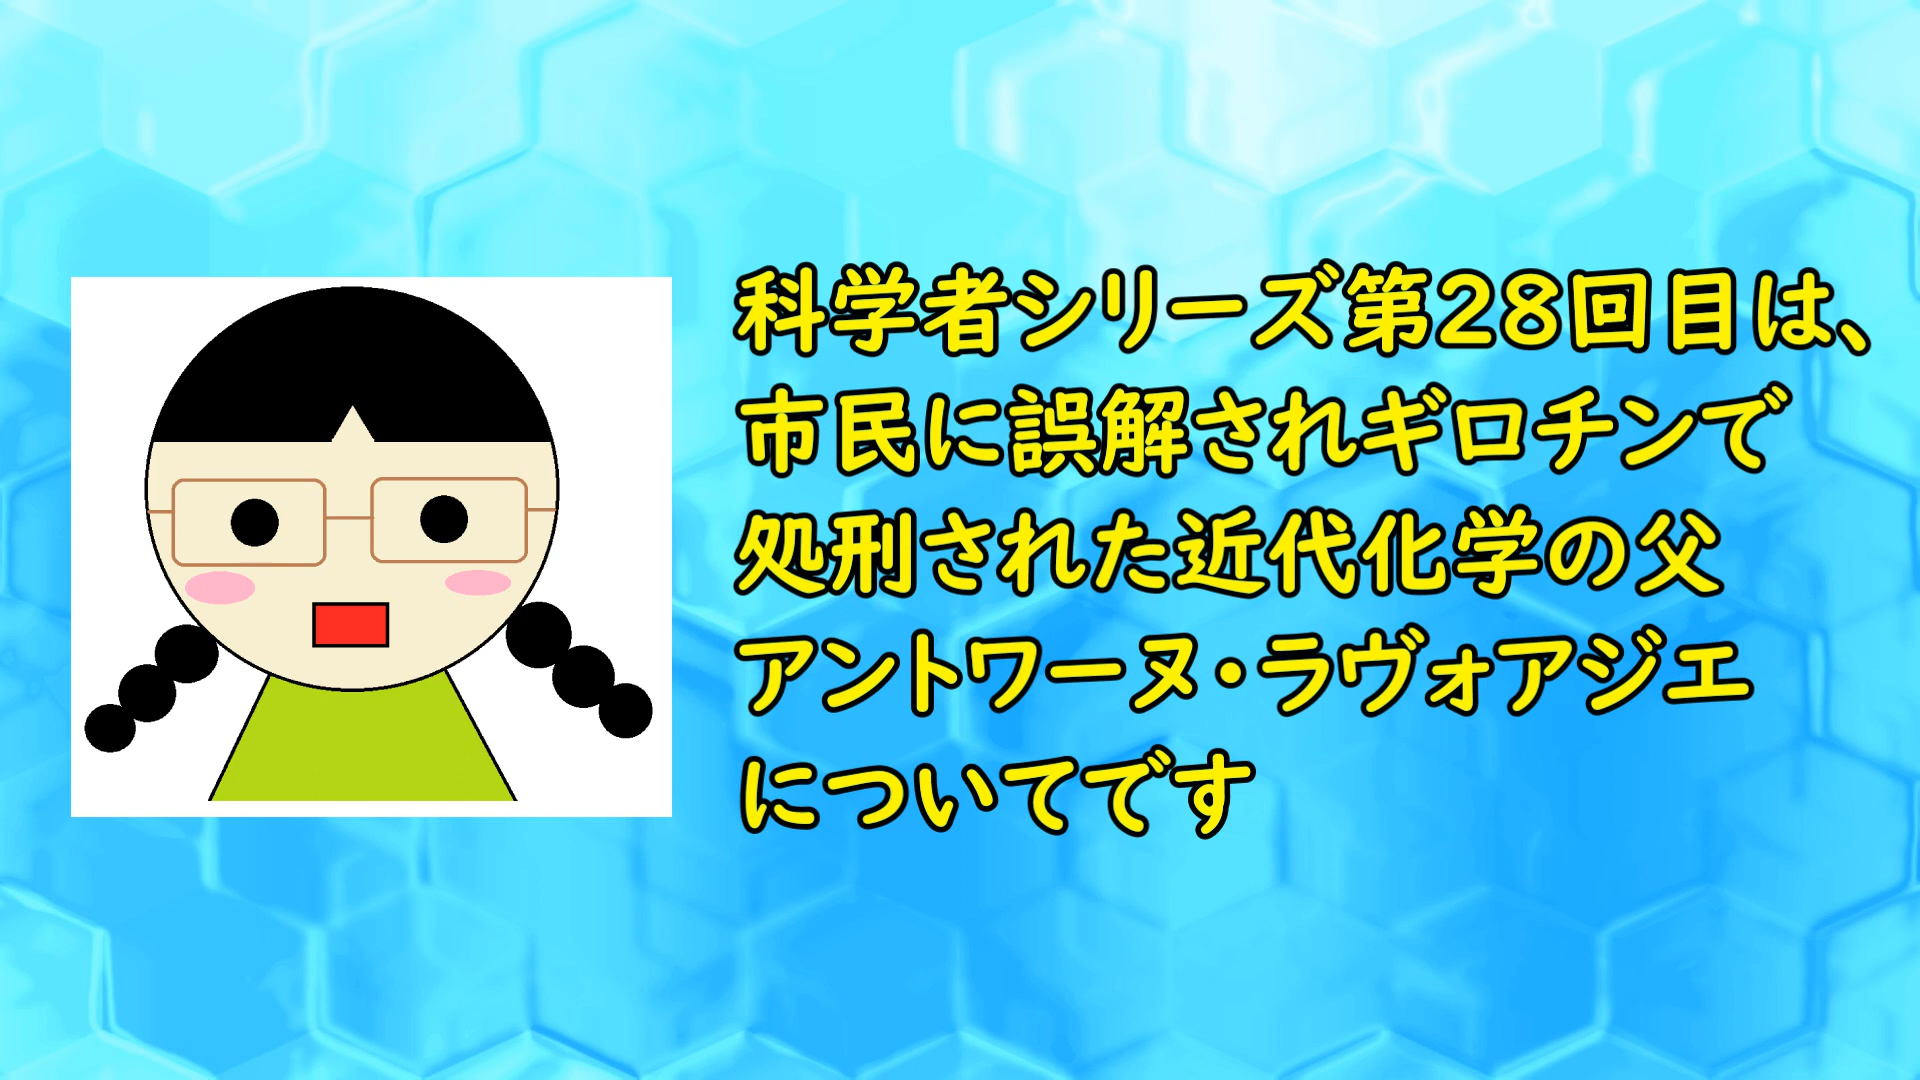 科学者シリーズ第28回目は、
市民に誤解されギロチンで
処刑された近代化学の父
アントワーヌ・ラヴォアジエ
についてです